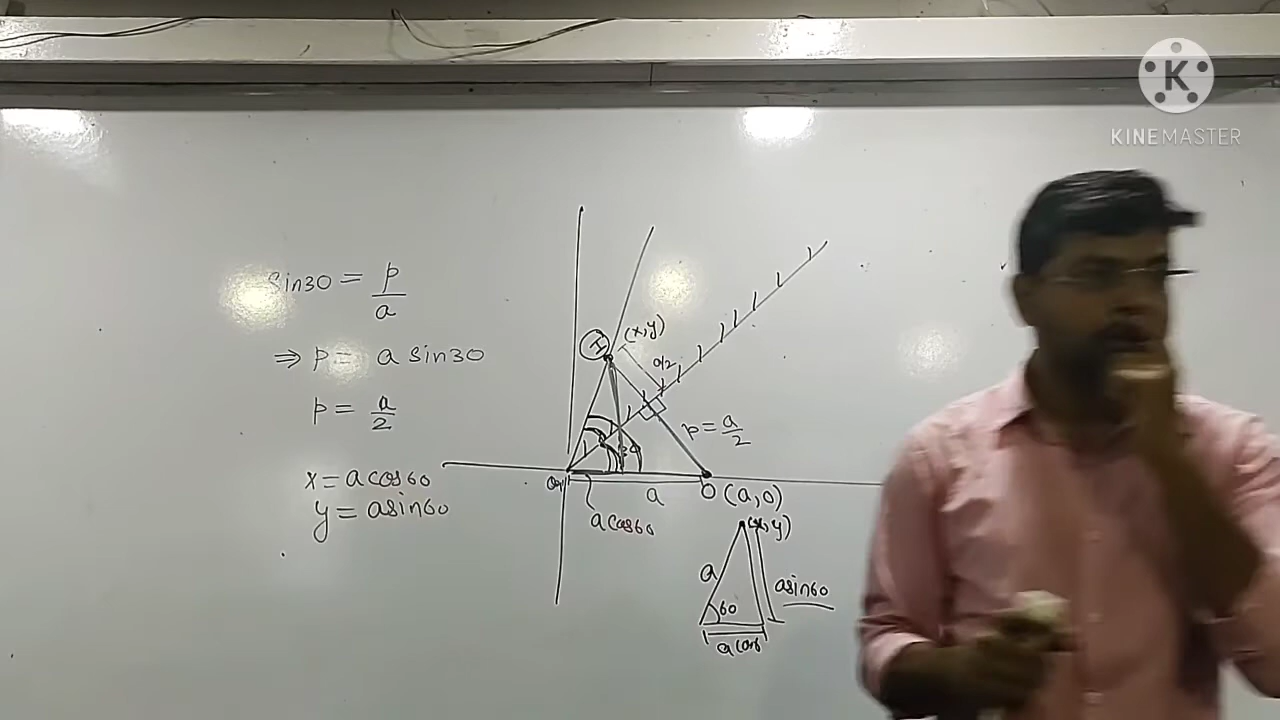 K
KINEMASTER
sin30 = p/a
⇒ p = a sin30
p = a/2
x = a cos60
y = a sin60
I
(x,y)
a/2
p = a/2
30
a
O (a,0)
a cos60
(x,y)
a
60
a sin60
a cos